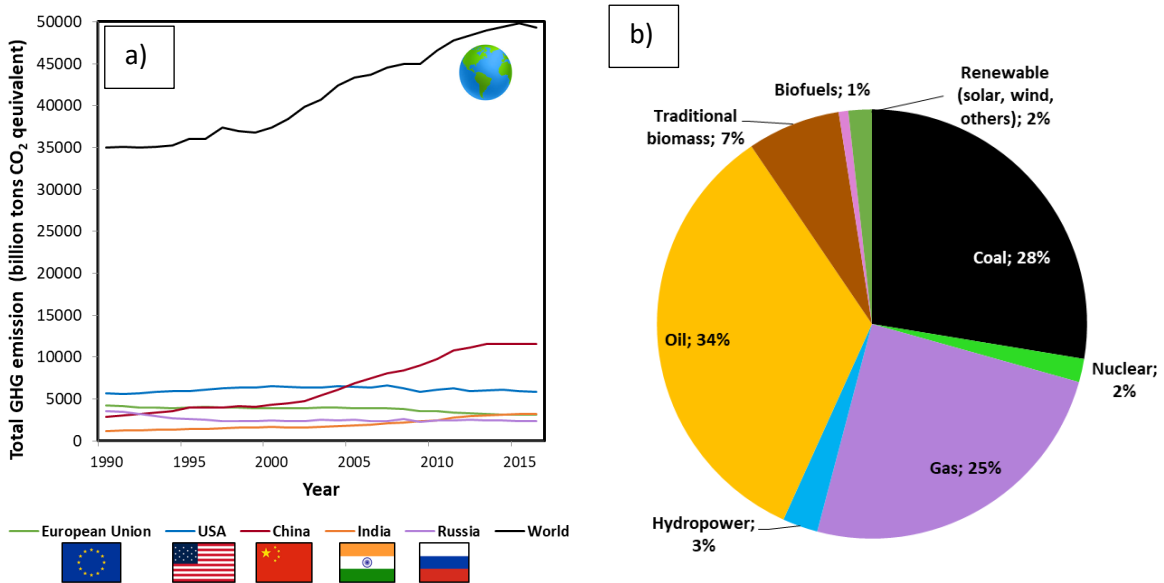 a)
Total GHG emission (billion tons CO₂ qeuivalent)
50000
45000
40000
35000
30000
25000
20000
15000
10000
5000
0
1990 1995 2000 2005 2010 2015
Year
European Union USA China India Russia World
b)
Biofuels; 1%
Renewable
(solar, wind,
others); 2%
Traditional
biomass; 7%
Coal; 28%
Oil; 34%
Nuclear;
2%
Gas; 25%
Hydropower;
3%